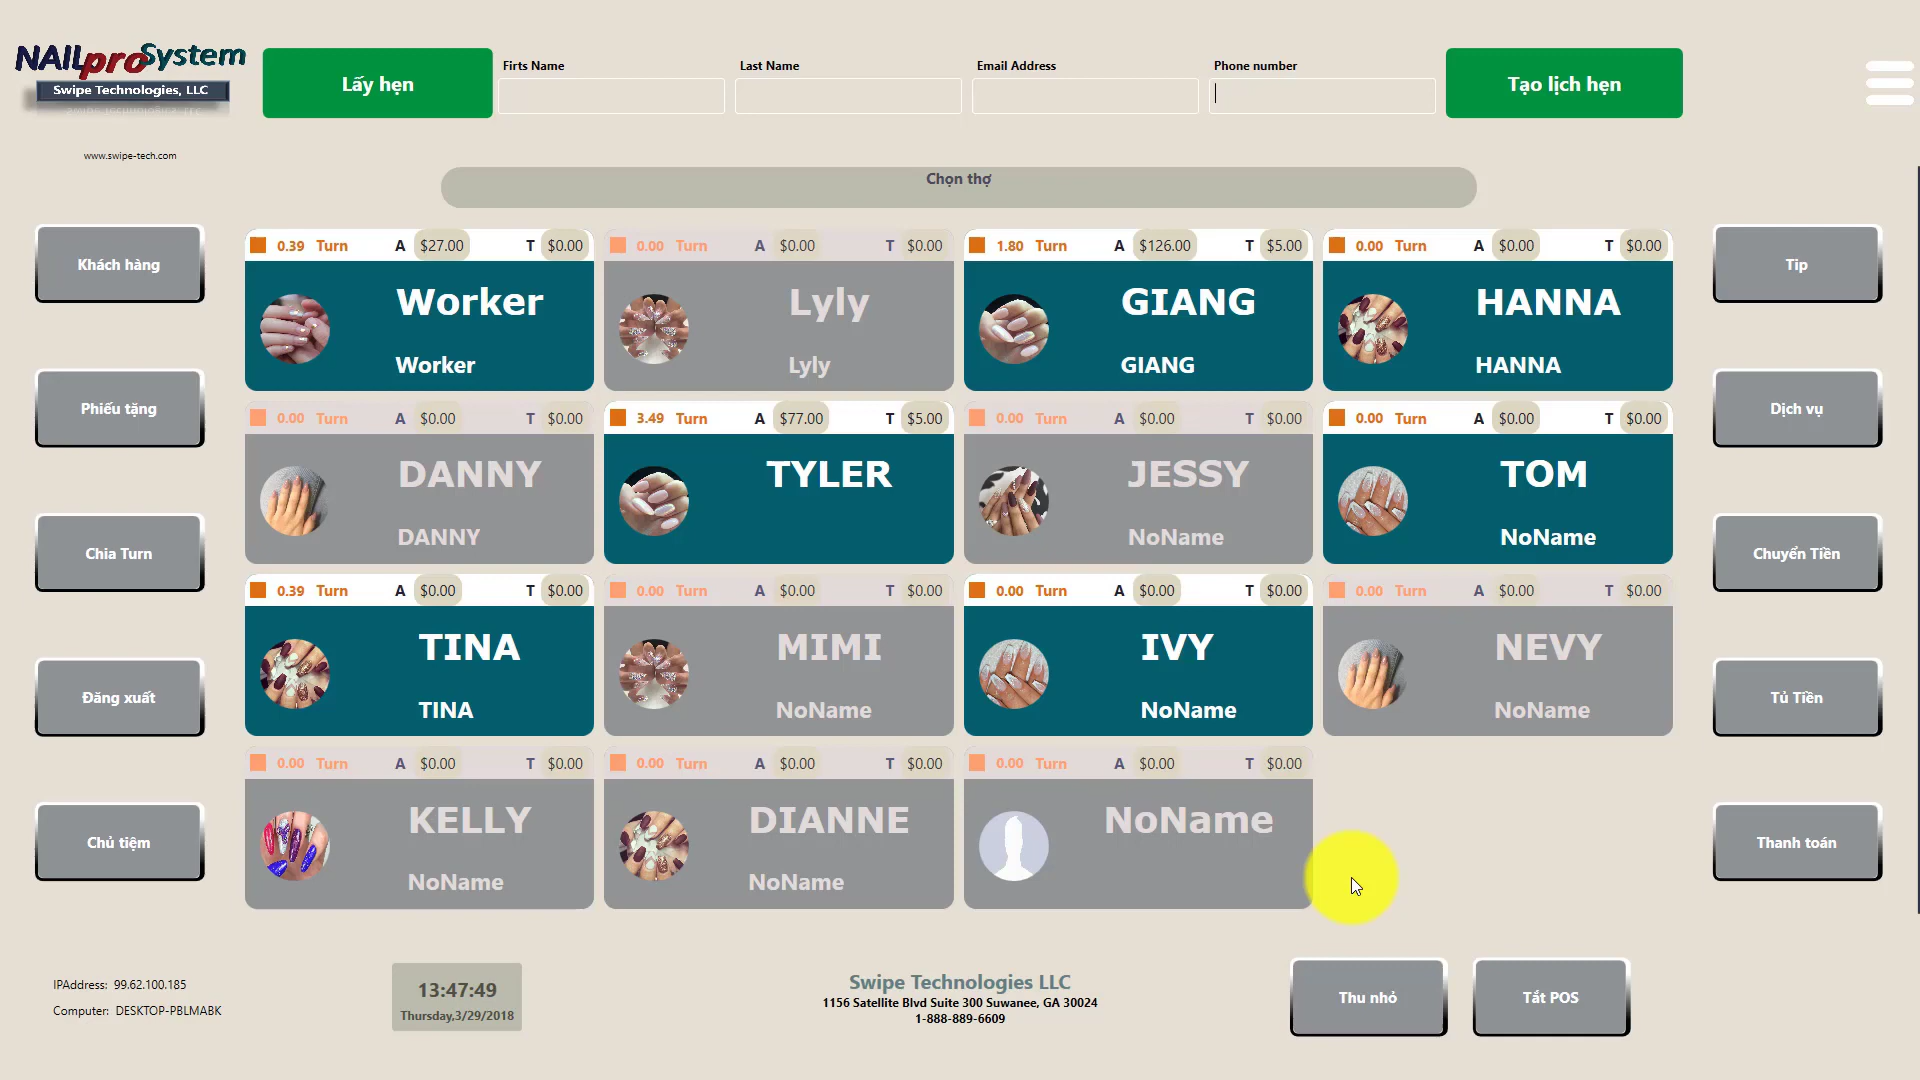 NAILproSystem
Swipe Technologies, LLC
www.swipe-tech.com
Lấy hẹn
Firts Name
Last Name
Email Address
Phone number
Tạo lịch hẹn
Chọn thợ
Khách hàng
Phiếu tặng
Chia Turn
Đăng xuất
Chủ tiệm
0.39 Turn A $27.00 T $0.00
Worker
Worker
0.00 Turn A $0.00 T $0.00
Lyly
Lyly
1.80 Turn A $126.00 T $5.00
GIANG
GIANG
0.00 Turn A $0.00 T $0.00
HANNA
HANNA
0.00 Turn A $0.00 T $0.00
DANNY
DANNY
3.49 Turn A $77.00 T $5.00
TYLER
0.00 Turn A $0.00 T $0.00
JESSY
NoName
0.00 Turn A $0.00 T $0.00
TOM
NoName
0.39 Turn A $0.00 T $0.00
TINA
TINA
0.00 Turn A $0.00 T $0.00
MIMI
NoName
0.00 Turn A $0.00 T $0.00
IVY
NoName
0.00 Turn A $0.00 T $0.00
NEVY
NoName
0.00 Turn A $0.00 T $0.00
KELLY
NoName
0.00 Turn A $0.00 T $0.00
DIANNE
NoName
0.00 Turn A $0.00 T $0.00
NoName
Tip
Dịch vụ
Chuyển Tiền
Tủ Tiền
Thanh toán
IPAddress: 99.62.100.185
Computer: DESKTOP-PBLMABK
13:47:49
Thursday,3/29/2018
Swipe Technologies LLC
1156 Satellite Blvd Suite 300 Suwanee, GA 30024
1-888-889-6609
Thu nhỏ
Tắt POS